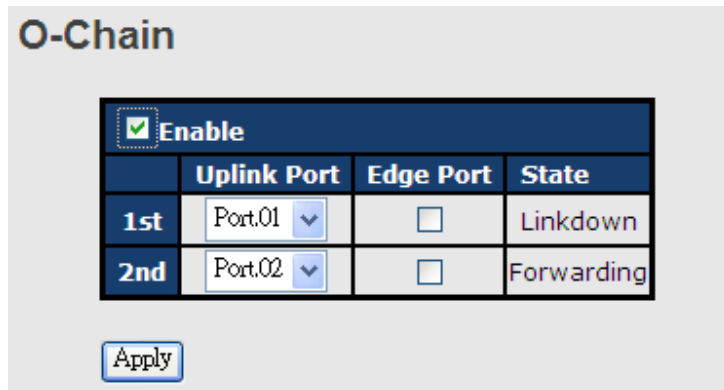 O-Chain
Enable
Uplink Port Edge Port State
1st Port.01 Linkdown
2nd Port.02 Forwarding
Apply